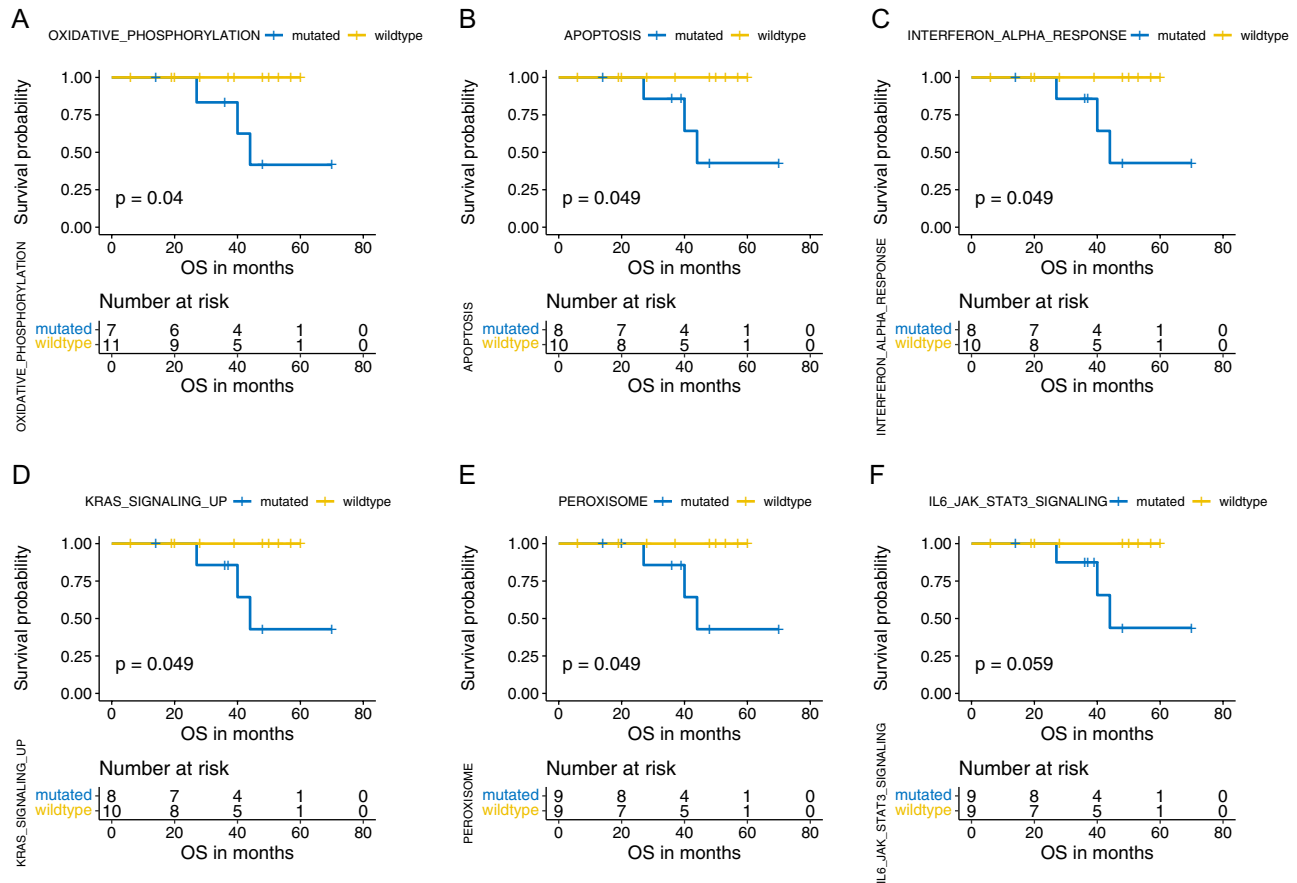 A
OXIDATIVE_PHOSPHORYLATION mutated wildtype
Survival probability
1.00
0.75
0.50
0.25
0.00
p = 0.04
0 20 40 60 80
OS in months
OXIDATIVE_PHOSPHORYLATION
Number at risk
mutated 7 6 4 1 0
wildtype 11 9 5 1 0
0 20 40 60 80
OS in months
B
APOPTOSIS mutated wildtype
Survival probability
1.00
0.75
0.50
0.25
0.00
p = 0.049
0 20 40 60 80
OS in months
APOPTOSIS
Number at risk
mutated 8 7 4 1 0
wildtype 10 8 5 1 0
0 20 40 60 80
OS in months
C
INTERFERON_ALPHA_RESPONSE mutated wildtype
Survival probability
1.00
0.75
0.50
0.25
0.00
p = 0.049
0 20 40 60 80
OS in months
INTERFERON_ALPHA_RESPONSE
Number at risk
mutated 8 7 4 1 0
wildtype 10 8 5 1 0
0 20 40 60 80
OS in months
D
KRAS_SIGNALING_UP mutated wildtype
Survival probability
1.00
0.75
0.50
0.25
0.00
p = 0.049
0 20 40 60 80
OS in months
KRAS_SIGNALING_UP
Number at risk
mutated 8 7 4 1 0
wildtype 10 8 5 1 0
0 20 40 60 80
OS in months
E
PEROXISOME mutated wildtype
Survival probability
1.00
0.75
0.50
0.25
0.00
p = 0.049
0 20 40 60 80
OS in months
PEROXISOME
Number at risk
mutated 9 8 4 1 0
wildtype 9 7 5 1 0
0 20 40 60 80
OS in months
F
IL6_JAK_STAT3_SIGNALING mutated wildtype
Survival probability
1.00
0.75
0.50
0.25
0.00
p = 0.059
0 20 40 60 80
OS in months
IL6_JAK_STAT3_SIGNALING
Number at risk
mutated 9 8 4 1 0
wildtype 9 7 5 1 0
0 20 40 60 80
OS in months